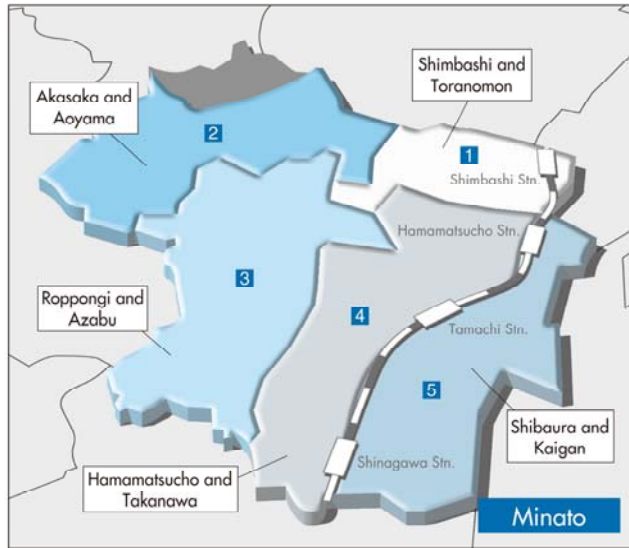 Shimbashi and
Toranomon
Akasaka and
Aoyama
2
1
Shimbashi Stn.
Hamamatsucho Stn.
3
Roppongi and
Azabu
4
Tamachi Stn.
5
Shibaura and
Kaigan
Shinagawa Stn.
Hamamatsucho and
Takanawa
Minato